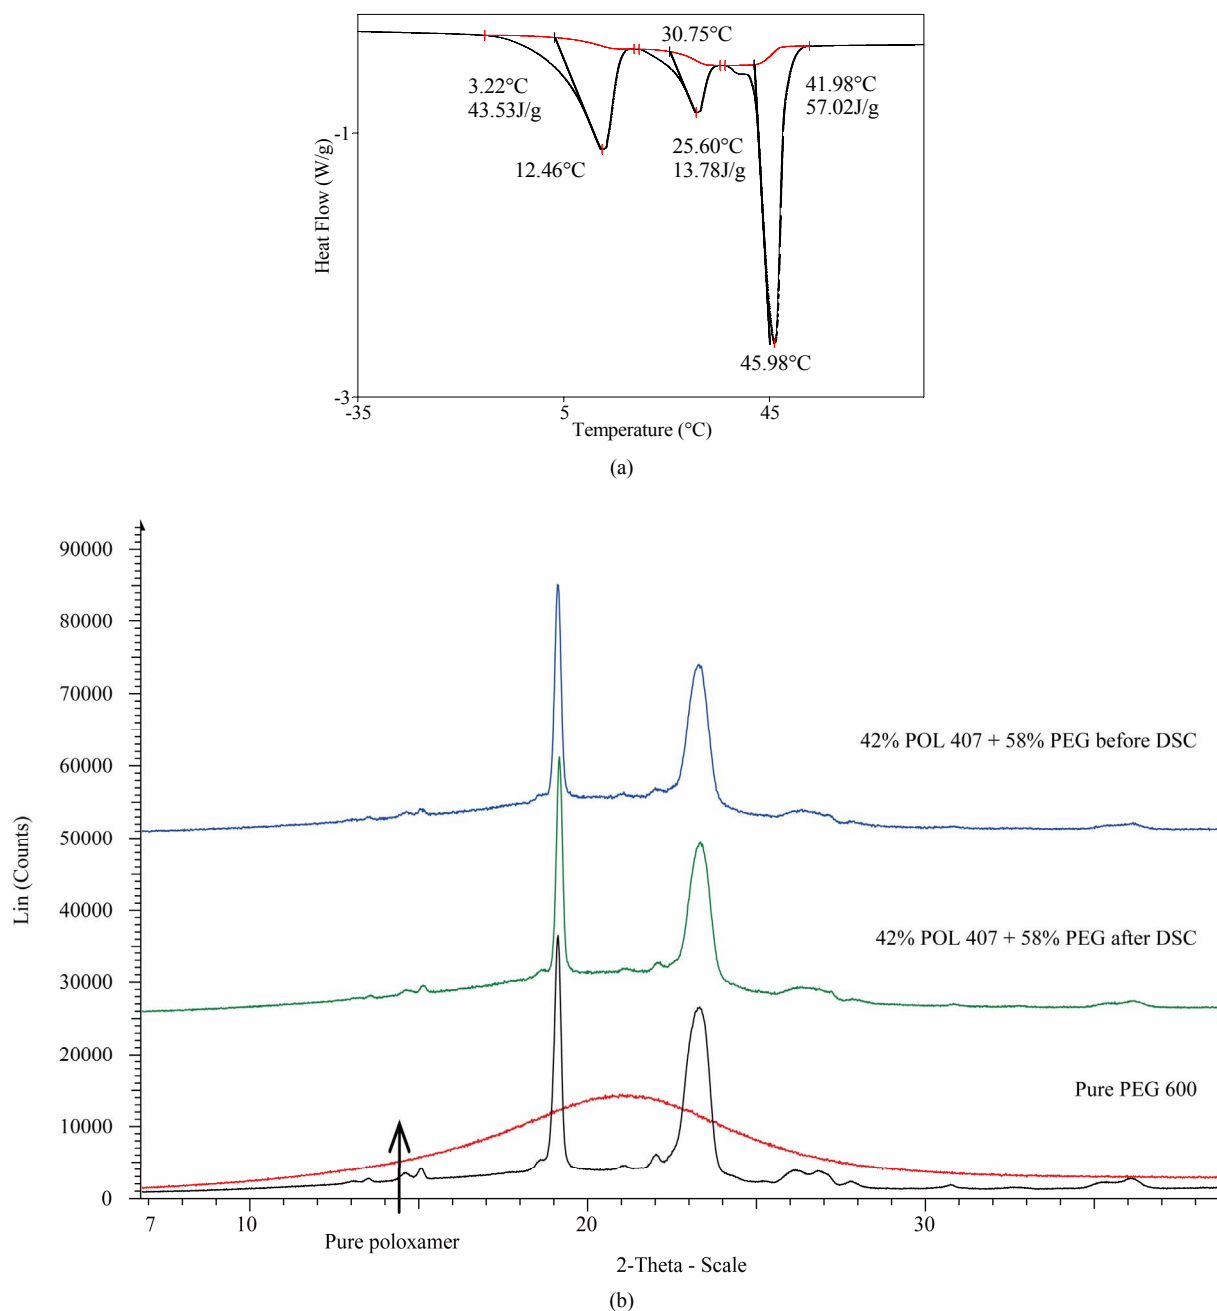 30.75°C
3.22°C
43.53J/g
41.98°C
57.02J/g
-1
12.46°C
25.60°C
13.78J/g
Heat Flow (W/g)
45.98°C
-3
-35
5
45
Temperature (°C)
(a)
90000
80000
70000
42% POL 407 + 58% PEG before DSC
60000
50000
Lin (Counts)
40000
42% POL 407 + 58% PEG after DSC
30000
20000
Pure PEG 600
10000
0
7
10
20
30
Pure poloxamer
2-Theta - Scale
(b)